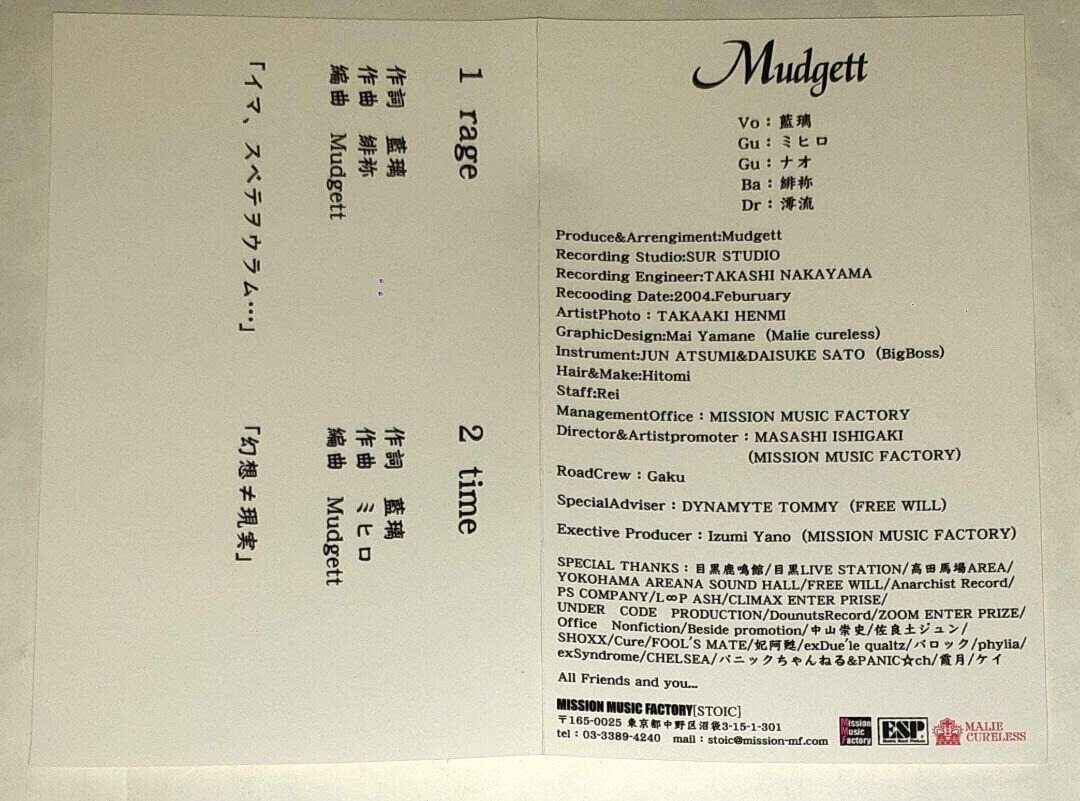 1 rage
作詞 藍璃
作曲 緋祢
編曲 Mudgett
「イマ、スベテヲウラム…」
2 time
作詞 藍璃
作曲 ミヒロ
編曲 Mudgett
「幻想≠現実」
Mudgett
Vo：藍璃
Gu：ミヒロ
Gu：ナオ
Ba：緋祢
Dr：澪流
Produce&Arrengiment:Mudgett
Recording Studio:SUR STUDIO
Recording Engineer:TAKASHI NAKAYAMA
Recooding Date:2004.Feburuary
ArtistPhoto：TAKAAKI HENMI
GraphicDesign:Mai Yamane（Malie cureless）
Instrument:JUN ATSUMI&DAISUKE SATO（BigBoss）
Hair&Make:Hitomi
Staff:Rei
ManagementOffice：MISSION MUSIC FACTORY
Director&Artistpromoter：MASASHI ISHIGAKI
（MISSION MUSIC FACTORY）
RoadCrew：Gaku
SpecialAdviser：DYNAMYTE TOMMY（FREE WILL）
Exective Producer：Izumi Yano（MISSION MUSIC FACTORY）
SPECIAL THANKS：目黒鹿鳴館/目黒LIVE STATION/高田馬場AREA/
YOKOHAMA AREANA SOUND HALL/FREE WILL/Anarchist Record/
PS COMPANY/L∞P ASH/CLIMAX ENTER PRISE/
UNDER CODE PRODUCTION/DounutsRecord/ZOOM ENTER PRIZE/
Office Nonfiction/Beside promotion/中山崇史/佐良土ジュン/
SHOXX/Cure/FOOL'S MATE/妃阿甦/exDue'le qualtz/バロック/phylia/
exSyndrome/CHELSEA/パニックちゃんねる&PANIC☆ch/霞月/ケイ
All Friends and you...
MISSION MUSIC FACTORY[STOIC]
〒165-0025 東京都中野区沼袋3-15-1-301
tel：03-3389-4240 mail：stoic@mission-mf.com
Mission
Music
Factory
ESP
MALIE
CURELESS